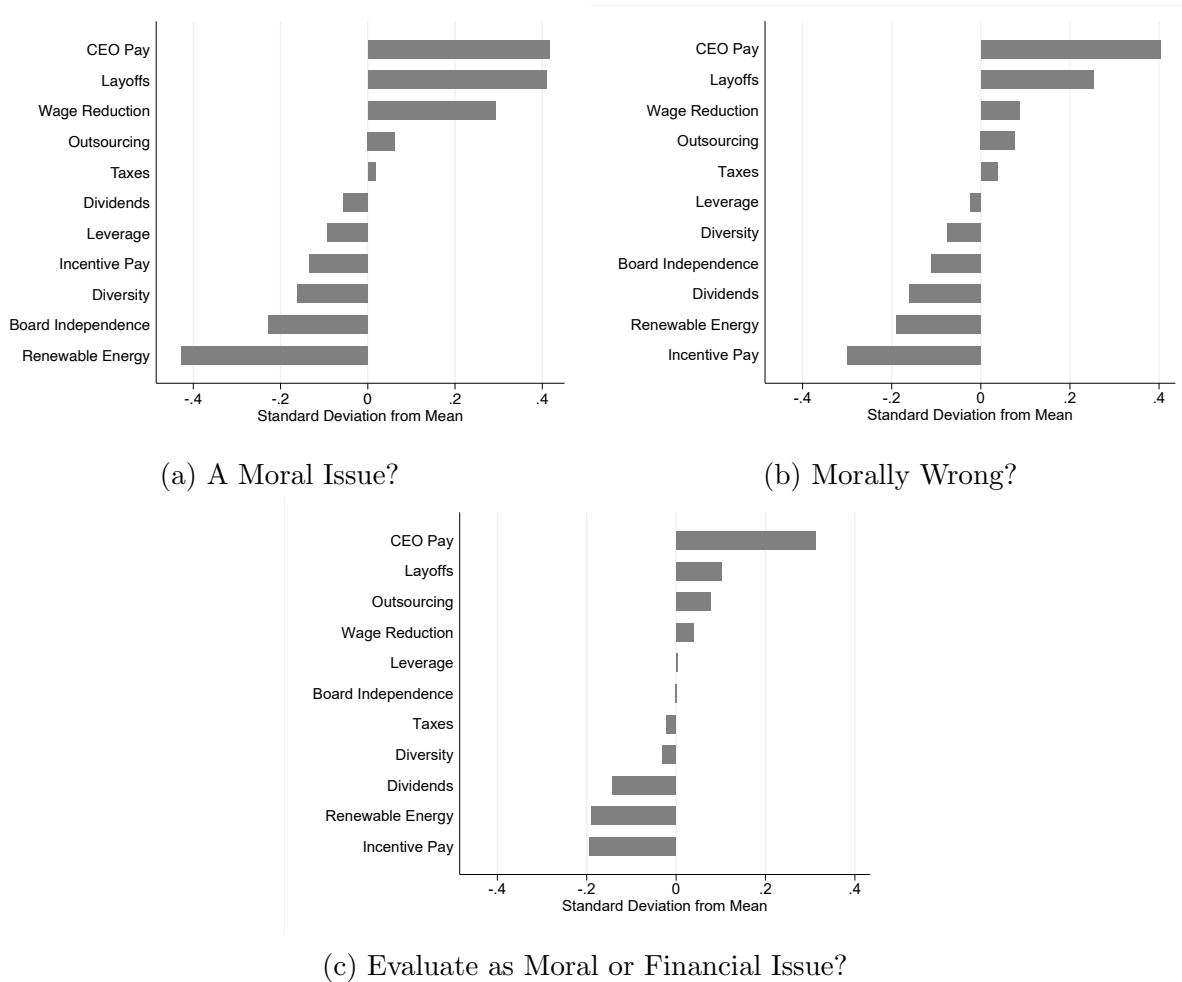 CEO Pay
Layoffs
Wage Reduction
Outsourcing
Taxes
Dividends
Leverage
Incentive Pay
Diversity
Board Independence
Renewable Energy
-.4 -.2 0 .2 .4
Standard Deviation from Mean
(a) A Moral Issue?
CEO Pay
Layoffs
Wage Reduction
Outsourcing
Taxes
Leverage
Diversity
Board Independence
Dividends
Renewable Energy
Incentive Pay
-.4 -.2 0 .2 .4
Standard Deviation from Mean
(b) Morally Wrong?
CEO Pay
Layoffs
Outsourcing
Wage Reduction
Leverage
Board Independence
Taxes
Diversity
Dividends
Renewable Energy
Incentive Pay
-.4 -.2 0 .2 .4
Standard Deviation from Mean
(c) Evaluate as Moral or Financial Issue?